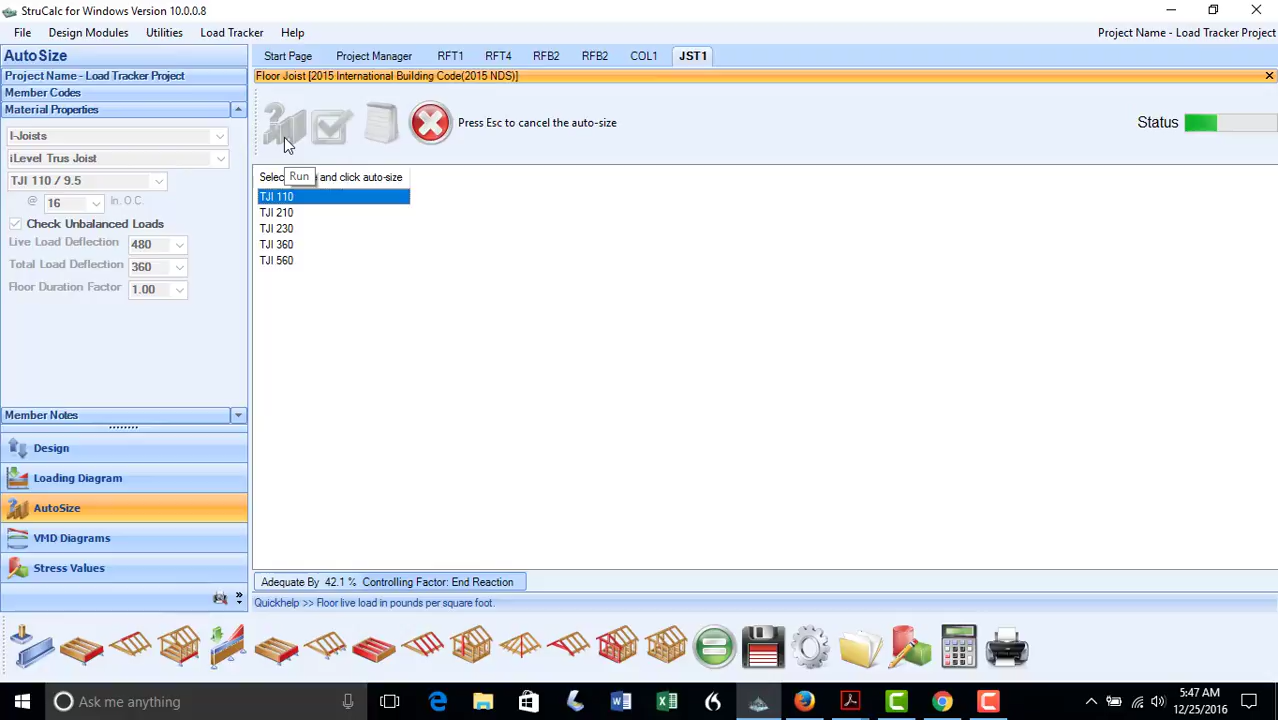 StruCalc for Windows Version 10.0.0.8
File Design Modules Utilities Load Tracker Help
Project Name - Load Tracker Project
AutoSize
Start Page Project Manager RFT1 RFT4 RFB2 RFB2 COL1 JST1
Project Name - Load Tracker Project
Floor Joist [2015 International Building Code(2015 NDS)]
Member Codes
Material Properties
I-Joists
iLevel Trus Joist
TJI 110 / 9.5
@ 16 In. O.C.
Check Unbalanced Loads
Live Load Deflection 480
Total Load Deflection 360
Floor Duration Factor 1.00
Press Esc to cancel the auto-size
Status
Run
Selec and click auto-size
TJI 110
TJI 210
TJI 230
TJI 360
TJI 560
Member Notes
Design
Loading Diagram
AutoSize
VMD Diagrams
Stress Values
Adequate By 42.1 % Controlling Factor: End Reaction
Quickhelp >> Floor live load in pounds per square foot.
Ask me anything
5:47 AM
12/25/2016